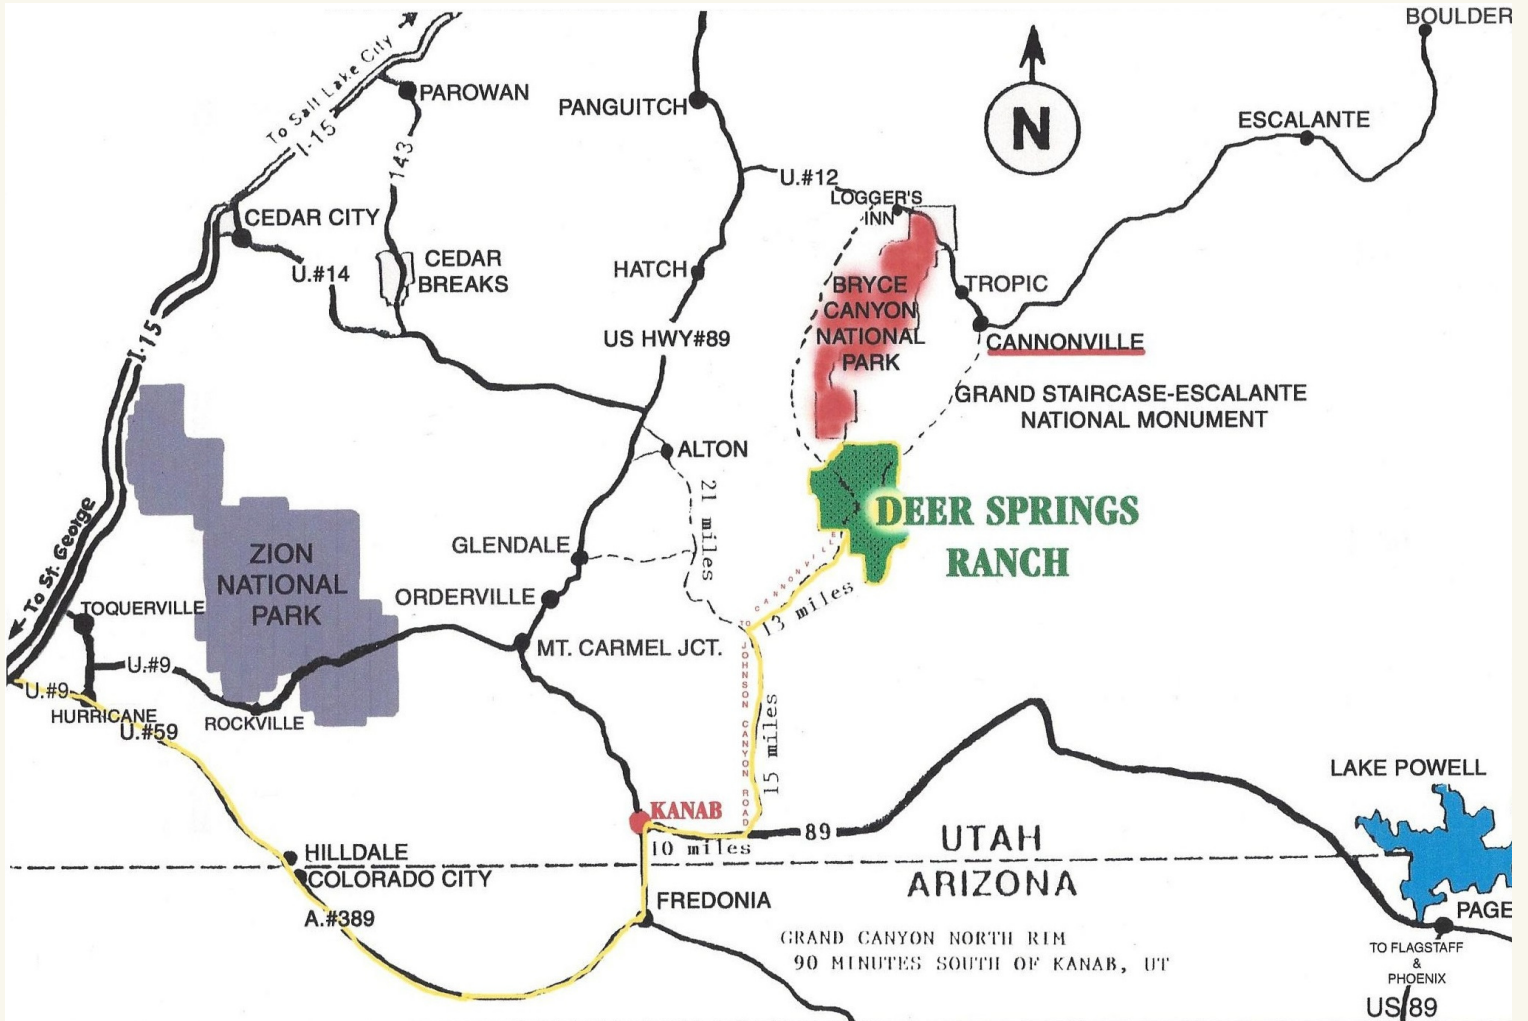 BOULDER
To Salt Lake City
I-15
PAROWAN
PANGUITCH
ESCALANTE
N
143
U.#12
LOGGER'S
INN
CEDAR CITY
U.#14
CEDAR
BREAKS
HATCH
BRYCE
CANYON
NATIONAL
PARK
TROPIC
US HWY#89
CANNONVILLE
I-15
GRAND STAIRCASE-ESCALANTE
NATIONAL MONUMENT
ALTON
21 miles
DEER SPRINGS
RANCH
To St. George
GLENDALE
ZION
NATIONAL
PARK
ORDERVILLE
TOQUERVILLE
TO CANNONVILLE
13 miles
MT. CARMEL JCT.
U.#9
U.#9
HURRICANE
U.#59
ROCKVILLE
JOHNSON CANYON ROAD
15 miles
LAKE POWELL
KANAB
10 miles
89
UTAH
ARIZONA
HILLDALE
COLORADO CITY
A.#389
FREDONIA
PAGE
GRAND CANYON NORTH RIM
90 MINUTES SOUTH OF KANAB, UT
TO FLAGSTAFF
&
PHOENIX
US 89